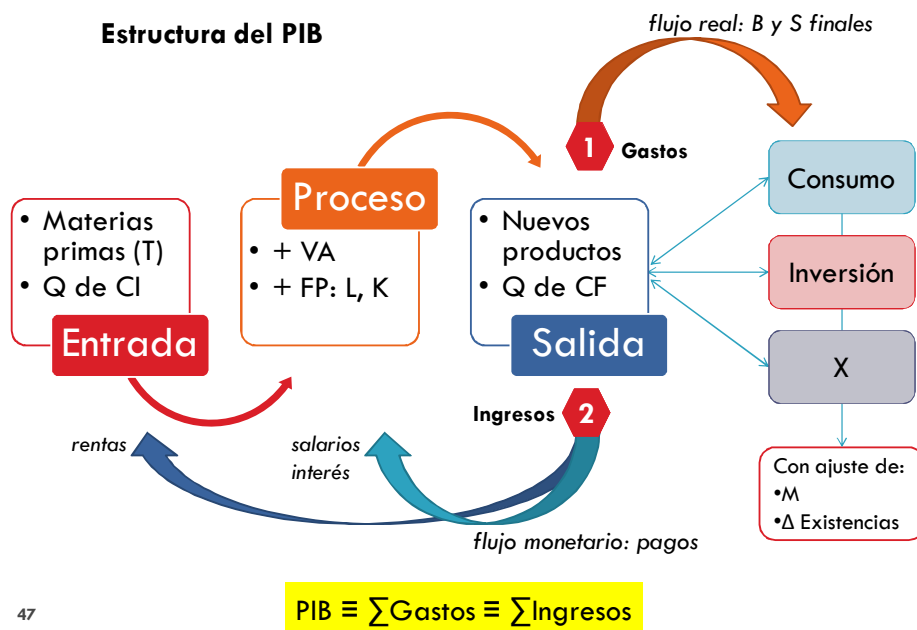 Estructura del PIB
flujo real: B y S finales
1 Gastos
• Materias
primas (T)
• Q de CI
Entrada
Proceso
• + VA
• + FP: L, K
• Nuevos
productos
• Q de CF
Salida
Consumo
Inversión
X
Con ajuste de:
•M
•Δ Existencias
Ingresos 2
rentas
salarios
interés
flujo monetario: pagos
PIB ≡ ∑Gastos ≡ ∑Ingresos
47